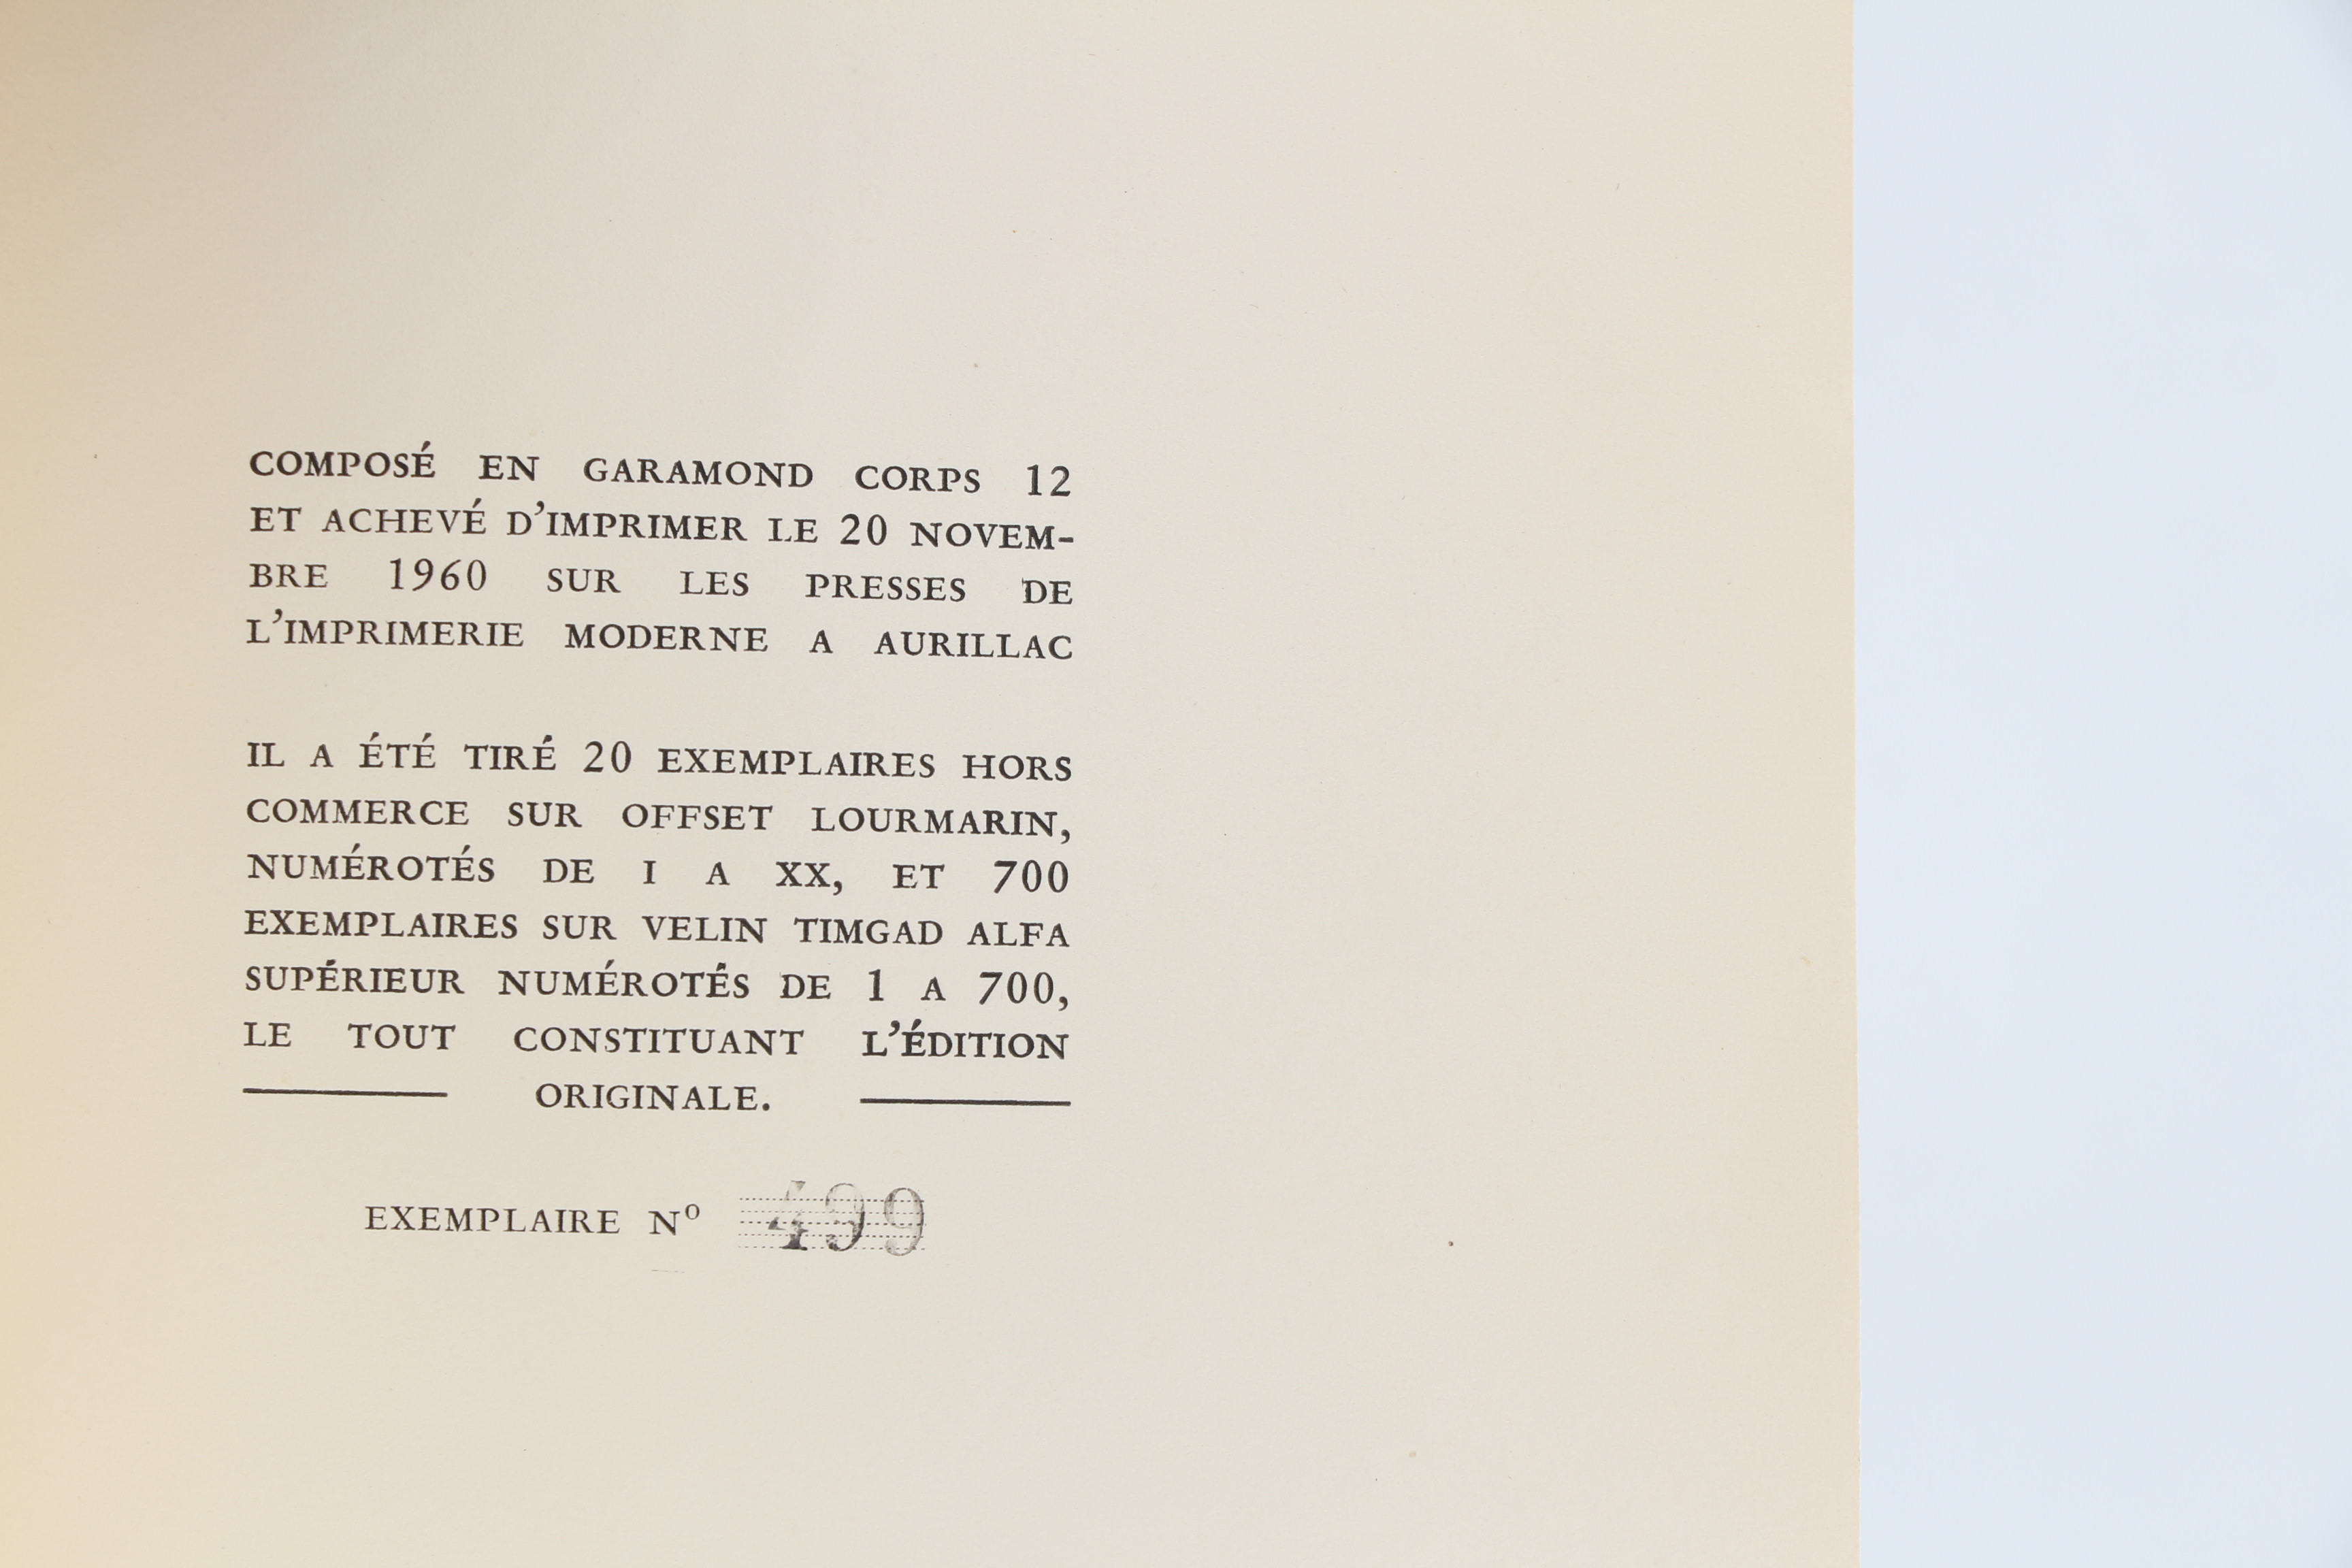 COMPOSÉ EN GARAMOND CORPS 12
ET ACHEVÉ D'IMPRIMER LE 20 NOVEM-
BRE 1960 SUR LES PRESSES DE
L'IMPRIMERIE MODERNE A AURILLAC
IL A ÉTÉ TIRÉ 20 EXEMPLAIRES HORS
COMMERCE SUR OFFSET LOURMARIN,
NUMÉROTÉS DE I A XX, ET 700
EXEMPLAIRES SUR VELIN TIMGAD ALFA
SUPÉRIEUR NUMÉROTÉS DE 1 A 700,
LE TOUT CONSTITUANT L'ÉDITION
ORIGINALE.
EXEMPLAIRE Nº 499